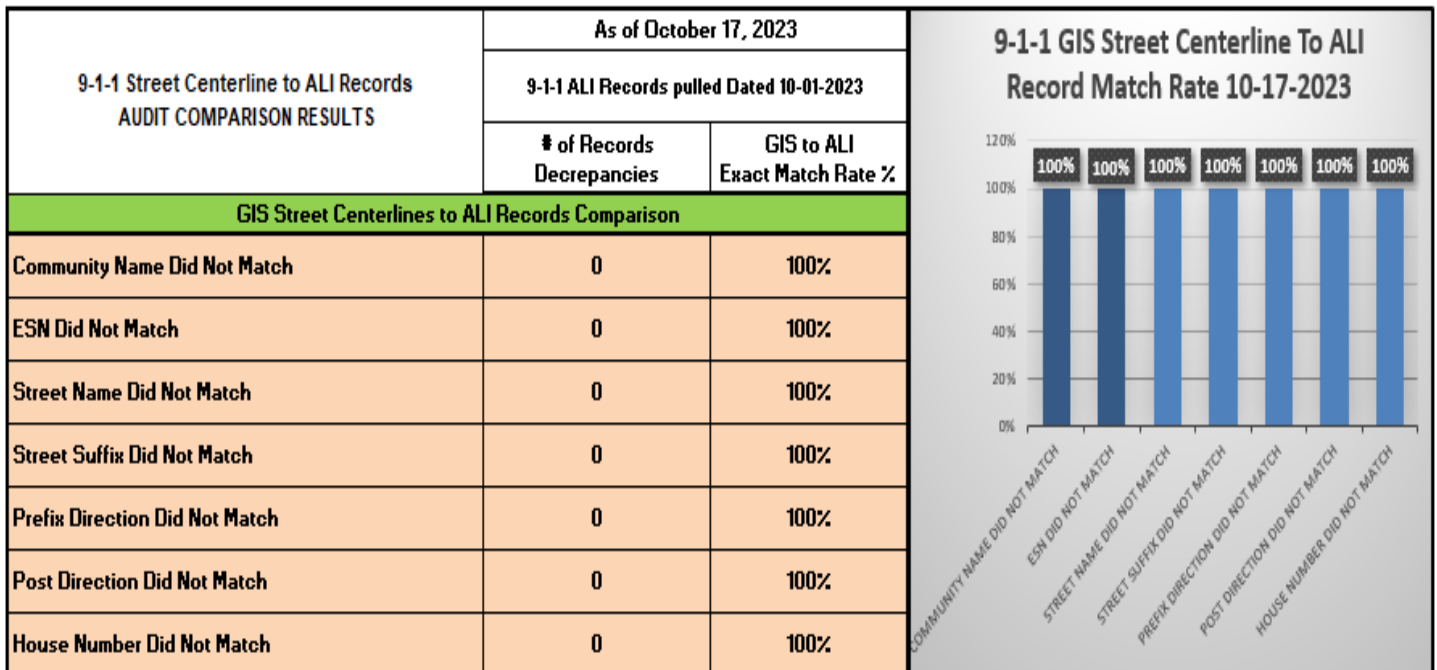 9-1-1 Street Centerline to ALI Records
AUDIT COMPARISON RESULTS
As of October 17, 2023
9-1-1 ALI Records pulled Dated 10-01-2023
# of Records
Decrepancies
GIS to ALI
Exact Match Rate %
GIS Street Centerlines to ALI Records Comparison
Community Name Did Not Match 0 100%
ESN Did Not Match 0 100%
Street Name Did Not Match 0 100%
Street Suffix Did Not Match 0 100%
Prefix Direction Did Not Match 0 100%
Post Direction Did Not Match 0 100%
House Number Did Not Match 0 100%
9-1-1 GIS Street Centerline To ALI
Record Match Rate 10-17-2023
120%
100%
80%
60%
40%
20%
0%
100% 100% 100% 100% 100% 100% 100%
COMMUNITY NAME DID NOT MATCH
ESN DID NOT MATCH
STREET NAME DID NOT MATCH
STREET SUFFIX DID NOT MATCH
PREFIX DIRECTION DID NOT MATCH
POST DIRECTION DID NOT MATCH
HOUSE NUMBER DID NOT MATCH